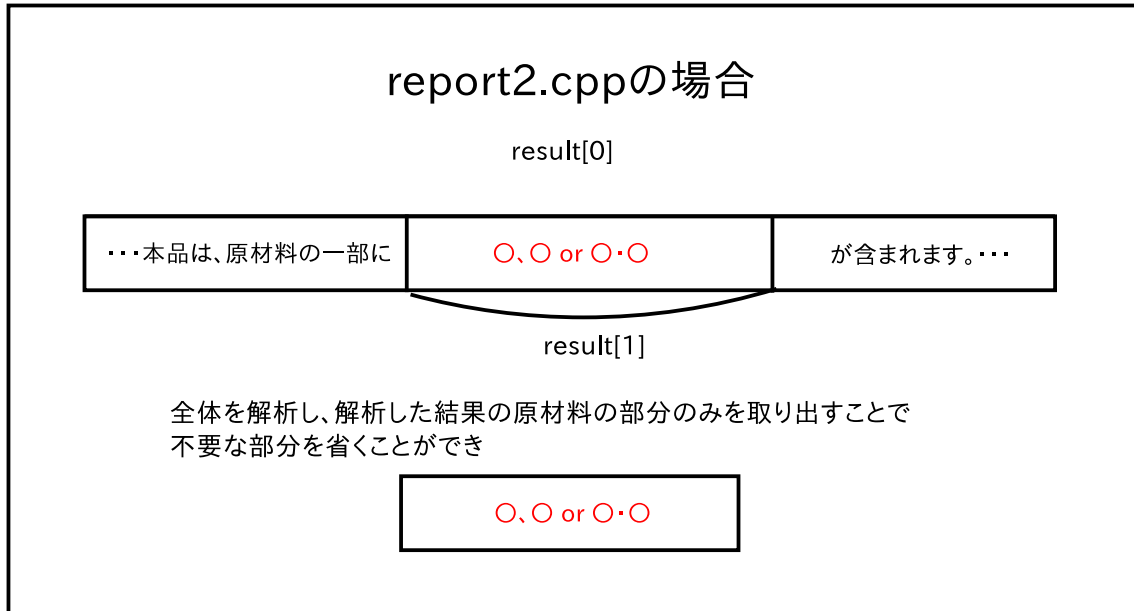 report2.cppの場合
result[0]
・・・本品は、原材料の一部に
〇、〇 or 〇・〇
が含まれます。・・・
result[1]
全体を解析し、解析した結果の原材料の部分のみを取り出すことで
不要な部分を省くことができ
〇、〇 or 〇・〇